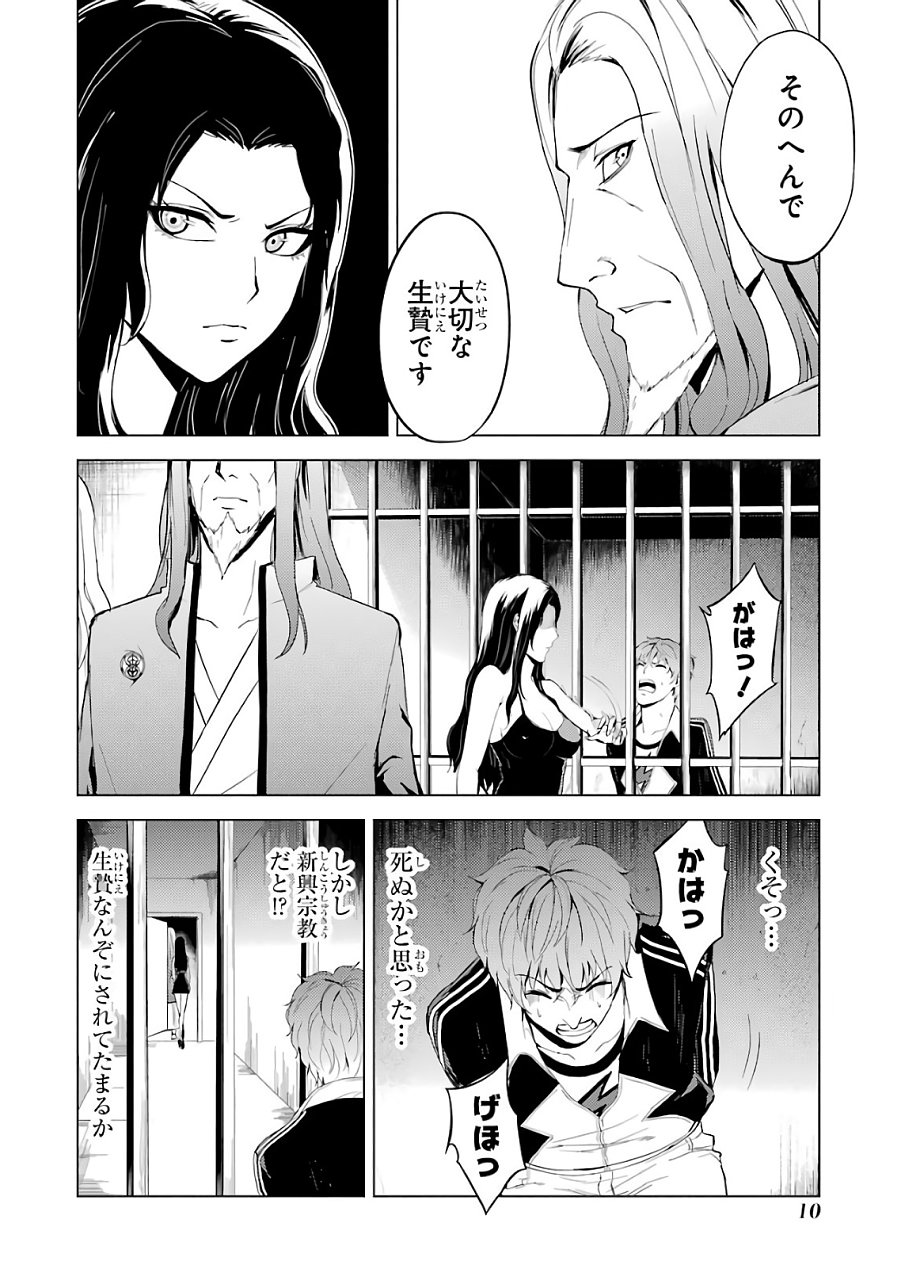 そのへんで
大切な
生贄です
がはっ！
くそっ…
かはっ
死ぬかと思った…
げほっ
しかし
新興宗教
だと!?
生贄なんぞにされてたまるか
10